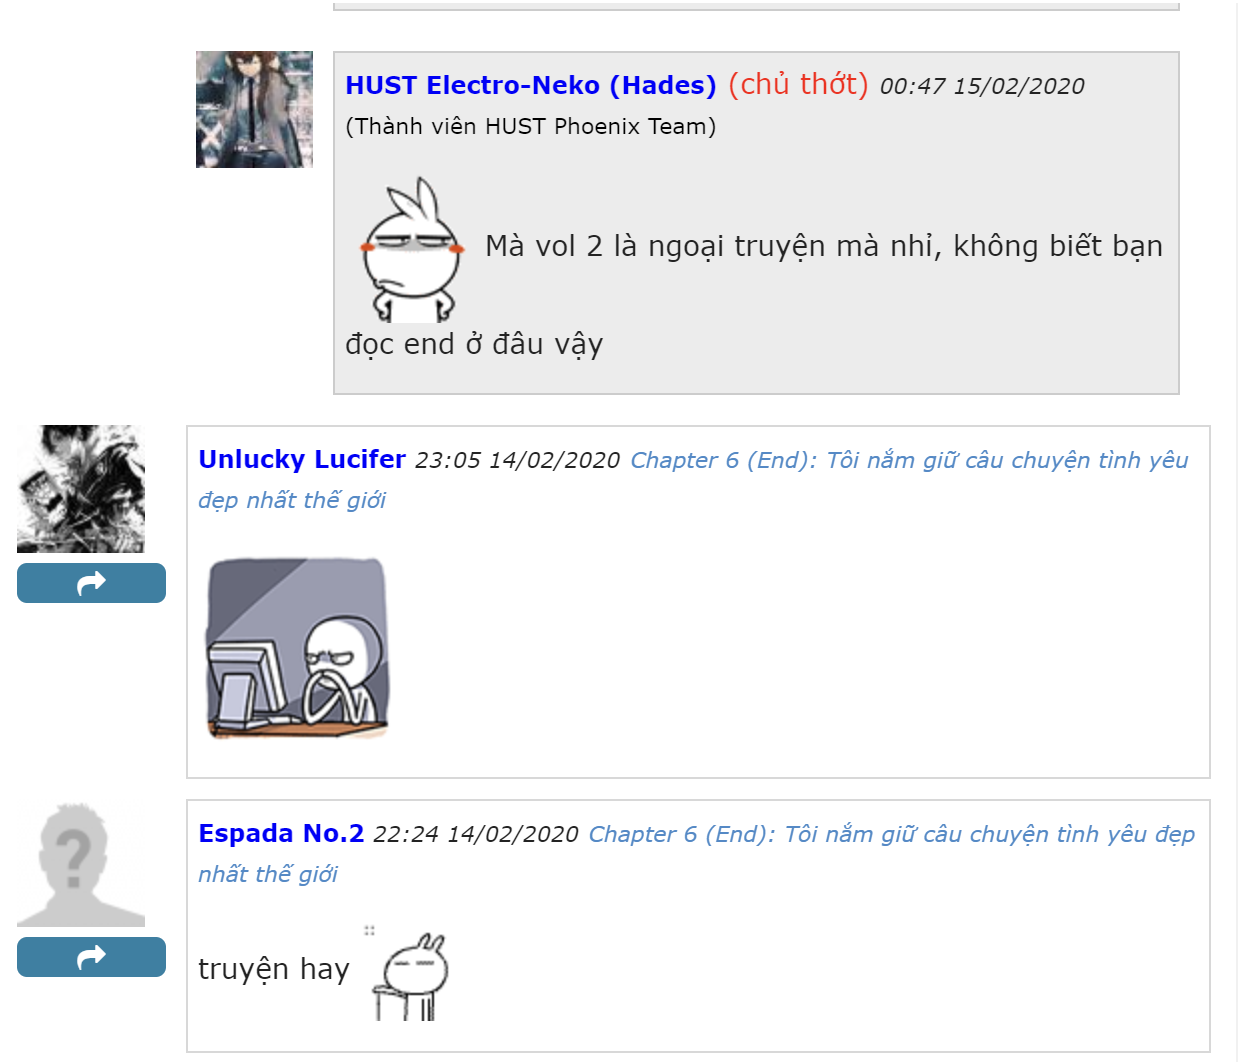 HUST Electro-Neko (Hades) (chủ thớt) 00:47 15/02/2020
(Thành viên HUST Phoenix Team)
Mà vol 2 là ngoại truyện mà nhỉ, không biết bạn
đọc end ở đâu vậy
Unlucky Lucifer 23:05 14/02/2020 Chapter 6 (End): Tôi nắm giữ câu chuyện tình yêu
đẹp nhất thế giới
Espada No.2 22:24 14/02/2020 Chapter 6 (End): Tôi nắm giữ câu chuyện tình yêu đẹp
nhất thế giới
truyện hay